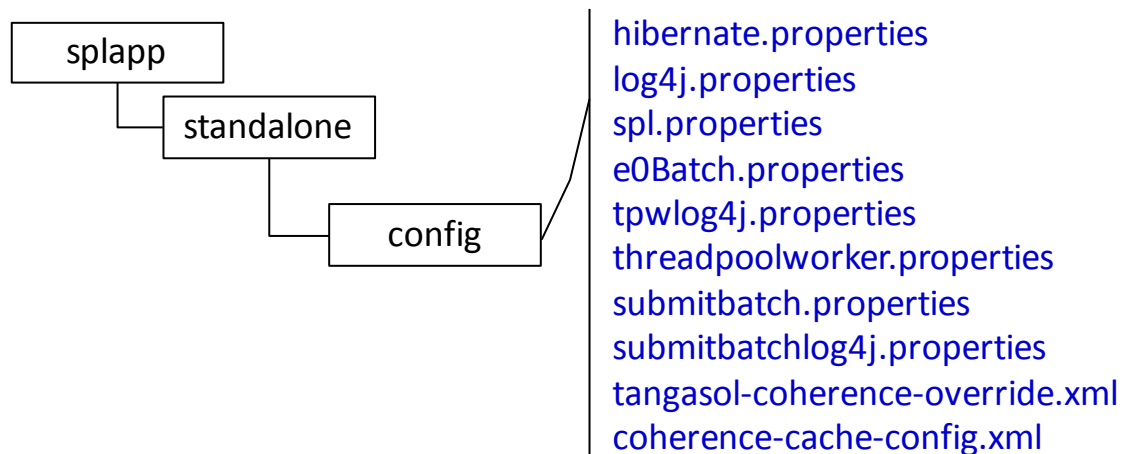 splapp
standalone
config
hibernate.properties
log4j.properties
spl.properties
e0Batch.properties
tpwlog4j.properties
threadpoolworker.properties
submitbatch.properties
submitbatchlog4j.properties
tangasol-coherence-override.xml
coherence-cache-config.xml